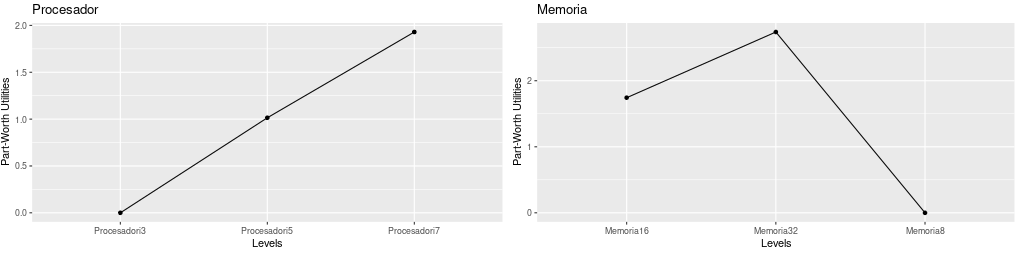 Procesador
Part-Worth Utilities
2.0
1.5
1.0
0.5
0.0
Procesadori3 Procesadori5 Procesadori7
Levels
Memoria
Part-Worth Utilities
2
1
0
Memoria16 Memoria32 Memoria8
Levels